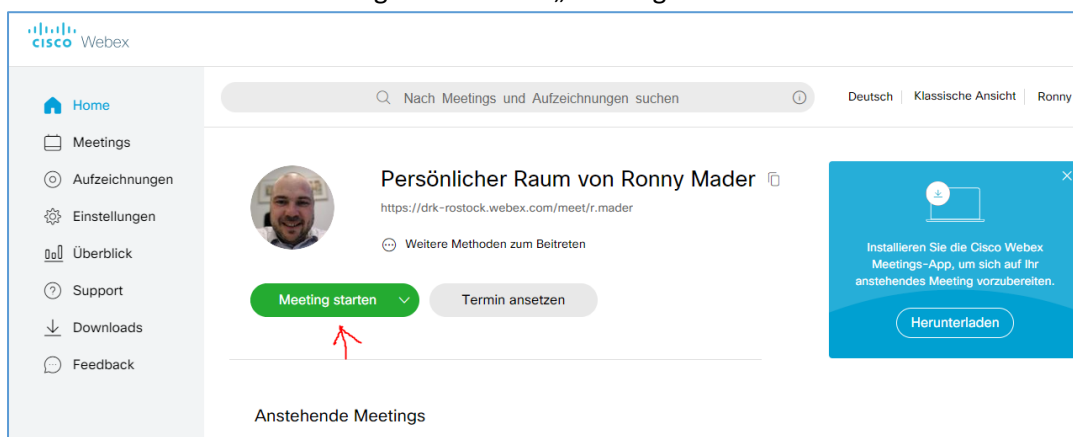 CISCO Webex
Home
Meetings
Aufzeichnungen
Einstellungen
Überblick
Support
Downloads
Feedback
Nach Meetings und Aufzeichnungen suchen
Deutsch Klassische Ansicht Ronny
Persönlicher Raum von Ronny Mader
https://drk-rostock.webex.com/meet/r.mader
Weitere Methoden zum Beitreten
Meeting starten
Termin ansetzen
Installieren Sie die Cisco Webex
Meetings-App, um sich auf Ihr
anstehendes Meeting vorzubereiten.
Herunterladen
Anstehende Meetings